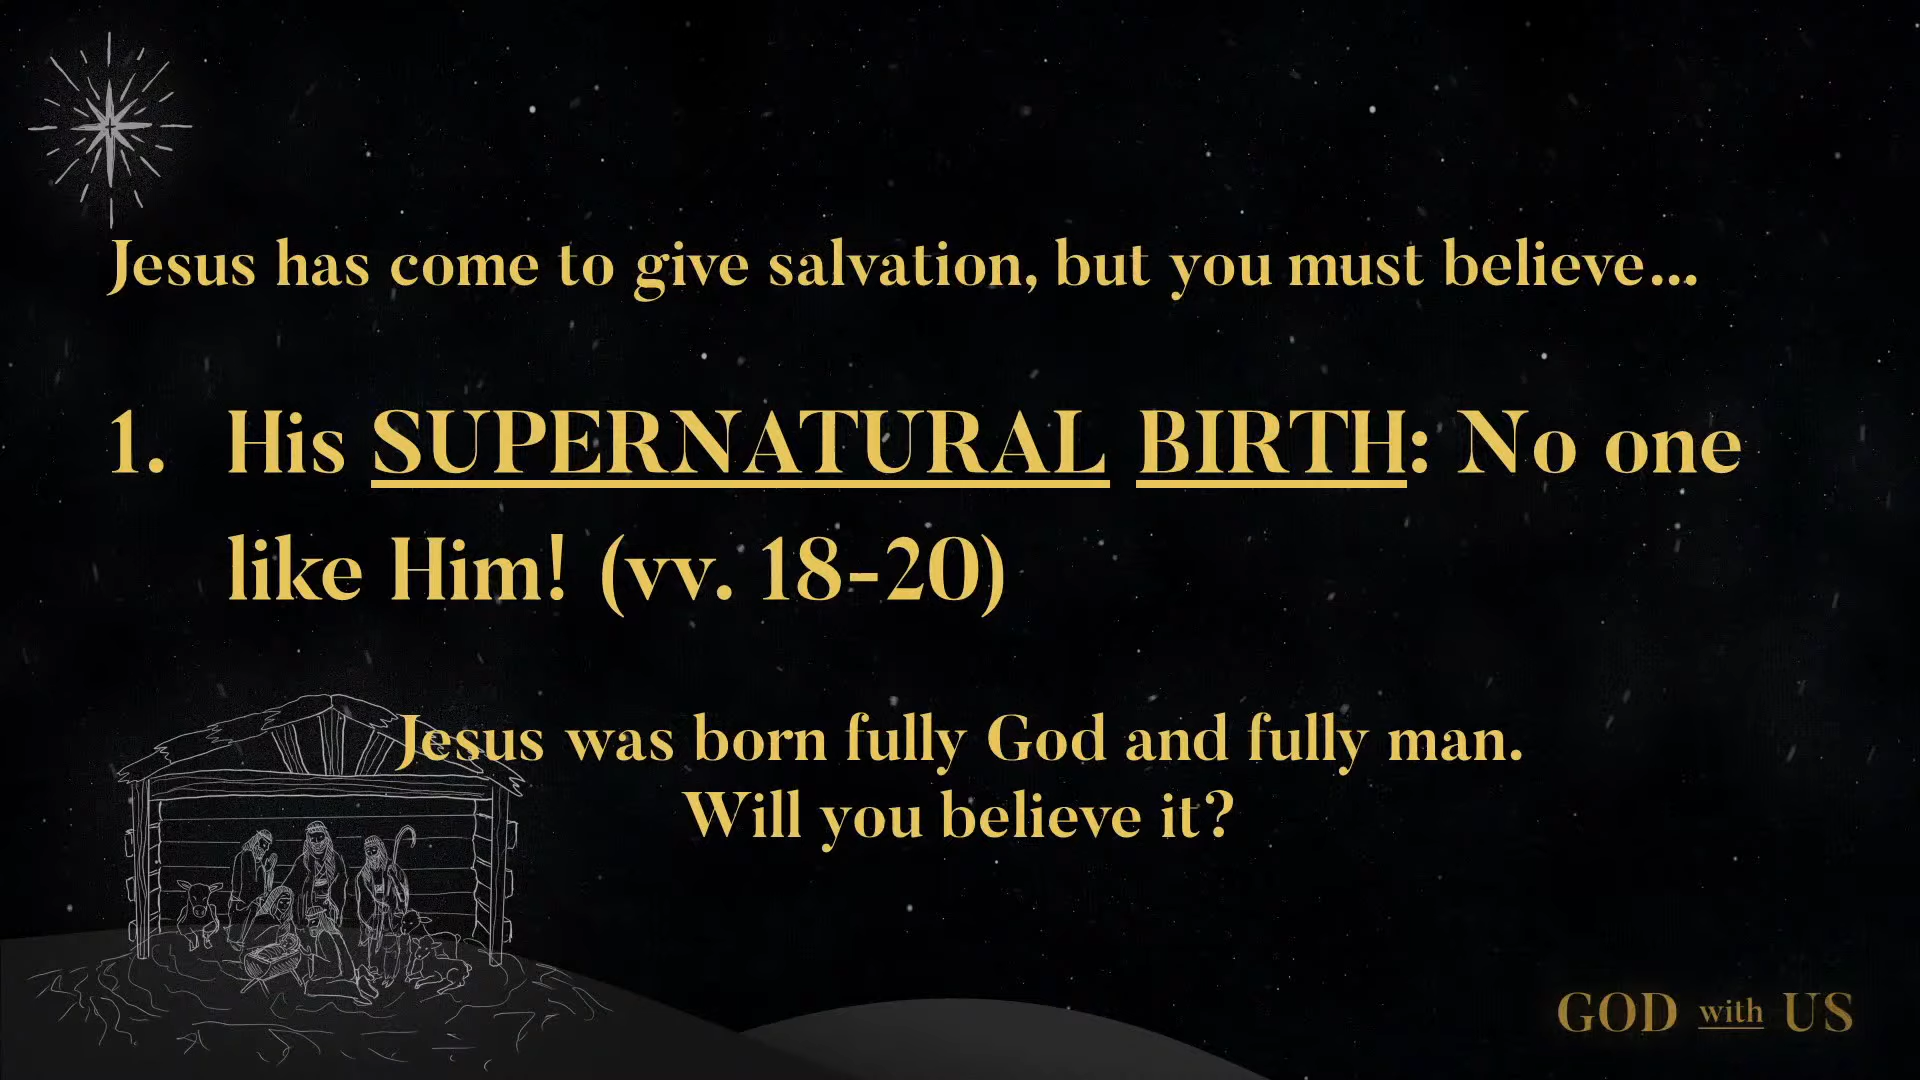 Jesus has come to give salvation, but you must believe...
1. His SUPERNATURAL BIRTH: No one
like Him! (vv. 18-20)
Jesus was born fully God and fully man.
Will you believe it?
GOD with US